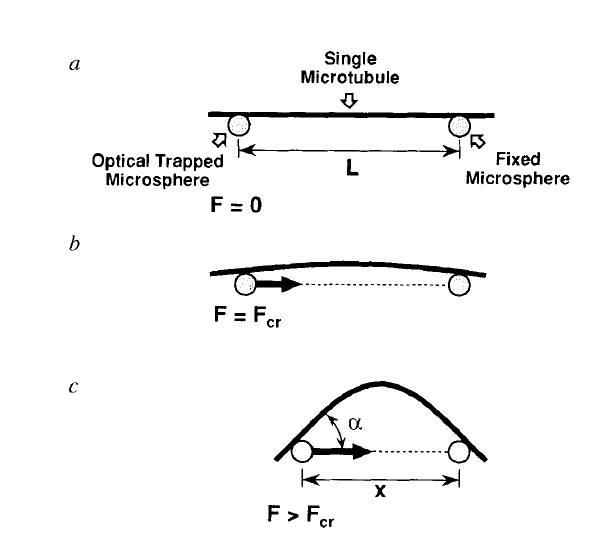 a
Single
Microtubule
Optical Trapped
Microsphere
L
Fixed
Microsphere
F = 0
b
F = Fcr
c
α
x
F > Fcr